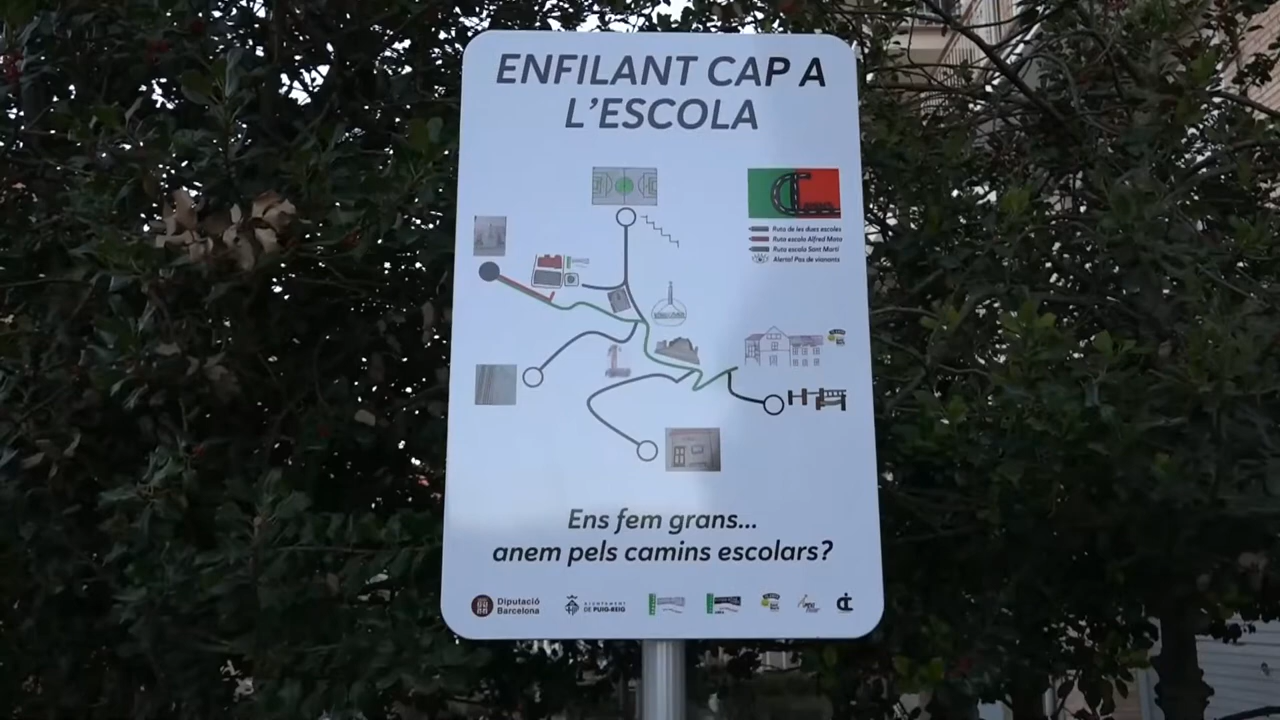 ENFILANT CAP A
L'ESCOLA
Ruta de les dues escoles
Ruta escola Alfred Mata
Ruta escola Sant Martí
Alerta! Pas de vianants
Ens fem grans...
anem pels camins escolars?
Diputació
Barcelona
AJUNTAMENT
DE PUIG-REIG